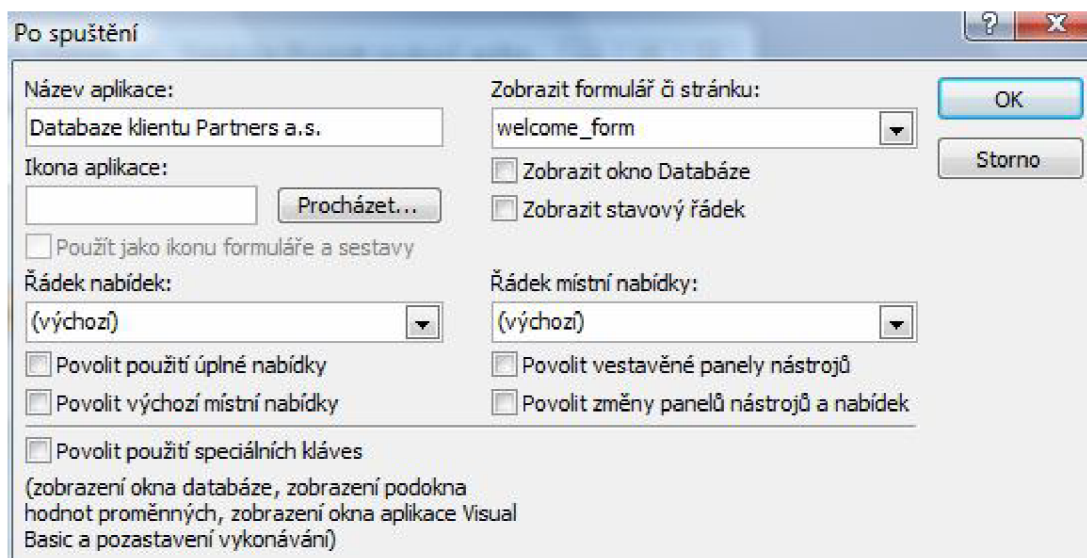 Po spuštění
Název aplikace:
Databaze klientu Partners a.s.
Ikona aplikace:
Procházet...
Použít jako ikonu formuláře a sestavy
Řádek nabídek:
(výchozí)
Povolit použití úplné nabídky
Povolit výchozí místní nabídky
Zobrazit formulář či stránku:
welcome_form
Zobrazit okno Databáze
Zobrazit stavový řádek
Řádek místní nabídky:
(výchozí)
Povolit vestavěné panely nástrojů
Povolit změny panelů nástrojů a nabídek
OK
Storno
Povolit použití speciálních kláves
(zobrazení okna databáze, zobrazení podokna
hodnot proměnných, zobrazení okna aplikace Visual
Basic a pozastavení vykonávání)